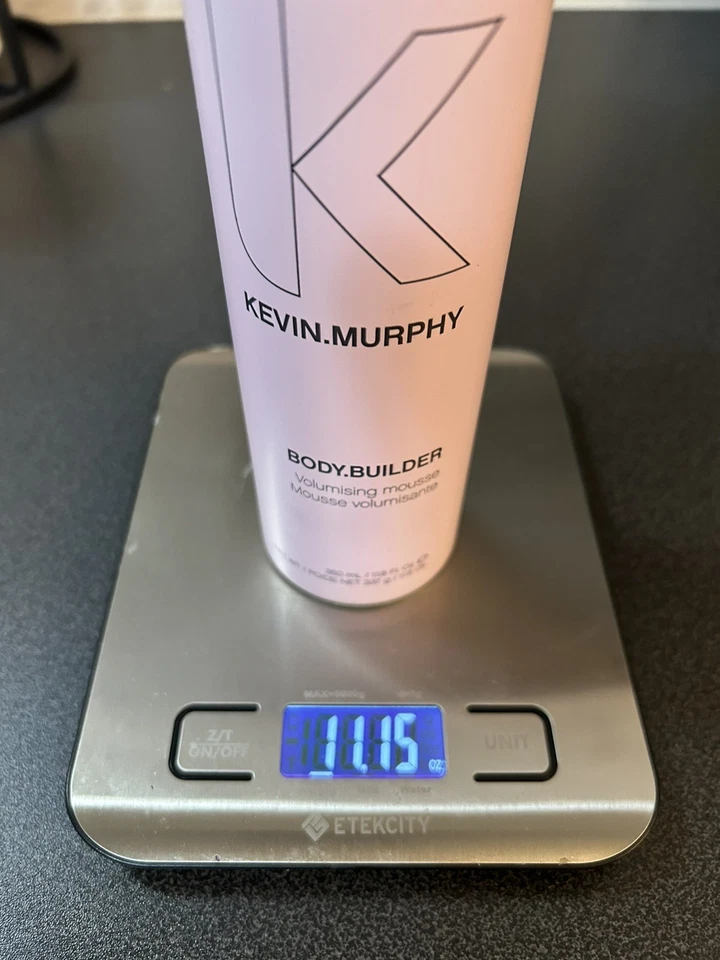 K
KEVIN.MURPHY
BODY.BUILDER
Volumising mousse
Mousse volumisante
Z/T
ON/OFF
11.15
oz
UNIT
ETEKCITY